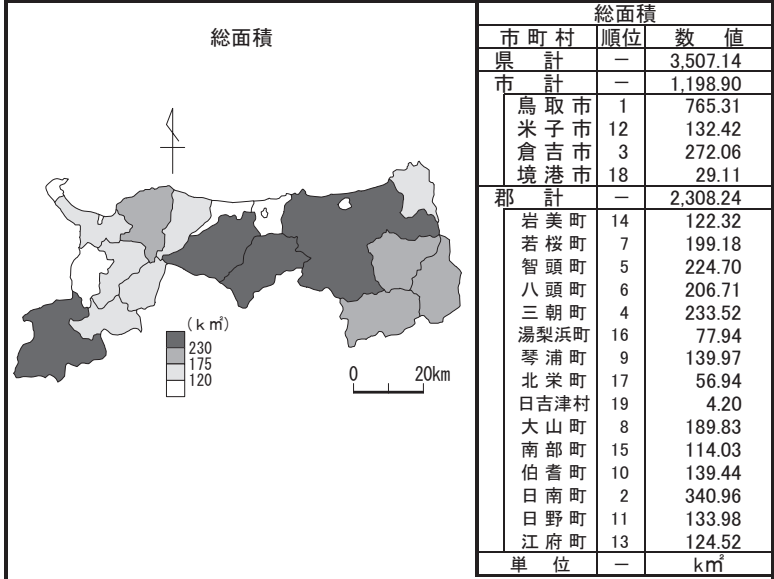 総面積
(k㎡)
230
175
120
0 20km
総面積
市町村 順位 数 値
県 計 － 3,507.14
市 計 － 1,198.90
鳥取市 1 765.31
米子市 12 132.42
倉吉市 3 272.06
境港市 18 29.11
郡 計 － 2,308.24
岩美町 14 122.32
若桜町 7 199.18
智頭町 5 224.70
八頭町 6 206.71
三朝町 4 233.52
湯梨浜町 16 77.94
琴浦町 9 139.97
北栄町 17 56.94
日吉津村 19 4.20
大山町 8 189.83
南部町 15 114.03
伯耆町 10 139.44
日南町 2 340.96
日野町 11 133.98
江府町 13 124.52
単 位 － k㎡